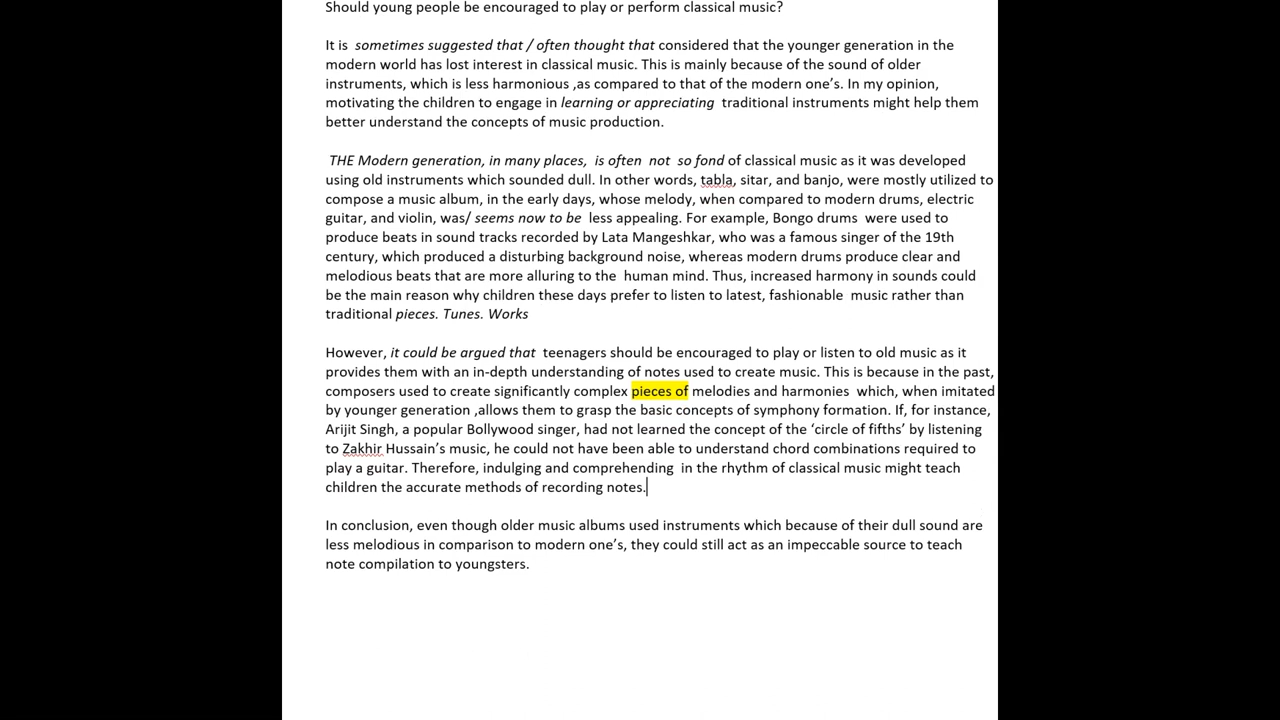 Should young people be encouraged to play or perform classical music?
It is  sometimes suggested that / often thought that considered that the younger generation in the
modern world has lost interest in classical music. This is mainly because of the sound of older
instruments, which is less harmonious ,as compared to that of the modern one’s. In my opinion,
motivating the children to engage in learning or appreciating  traditional instruments might help them
better understand the concepts of music production.
THE Modern generation, in many places,  is often  not  so fond of classical music as it was developed
using old instruments which sounded dull. In other words, tabla, sitar, and banjo, were mostly utilized to
compose a music album, in the early days, whose melody, when compared to modern drums, electric
guitar, and violin, was/ seems now to be  less appealing. For example, Bongo drums  were used to
produce beats in sound tracks recorded by Lata Mangeshkar, who was a famous singer of the 19th
century, which produced a disturbing background noise, whereas modern drums produce clear and
melodious beats that are more alluring to the  human mind. Thus, increased harmony in sounds could
be the main reason why children these days prefer to listen to latest, fashionable  music rather than
traditional pieces. Tunes. Works
However, it could be argued that  teenagers should be encouraged to play or listen to old music as it
provides them with an in-depth understanding of notes used to create music. This is because in the past,
composers used to create significantly complex pieces of melodies and harmonies  which, when imitated
by younger generation ,allows them to grasp the basic concepts of symphony formation. If, for instance,
Arijit Singh, a popular Bollywood singer, had not learned the concept of the ‘circle of fifths’ by listening
to Zakhir Hussain’s music, he could not have been able to understand chord combinations required to
play a guitar. Therefore, indulging and comprehending  in the rhythm of classical music might teach
children the accurate methods of recording notes.
In conclusion, even though older music albums used instruments which because of their dull sound are
less melodious in comparison to modern one’s, they could still act as an impeccable source to teach
note compilation to youngsters.